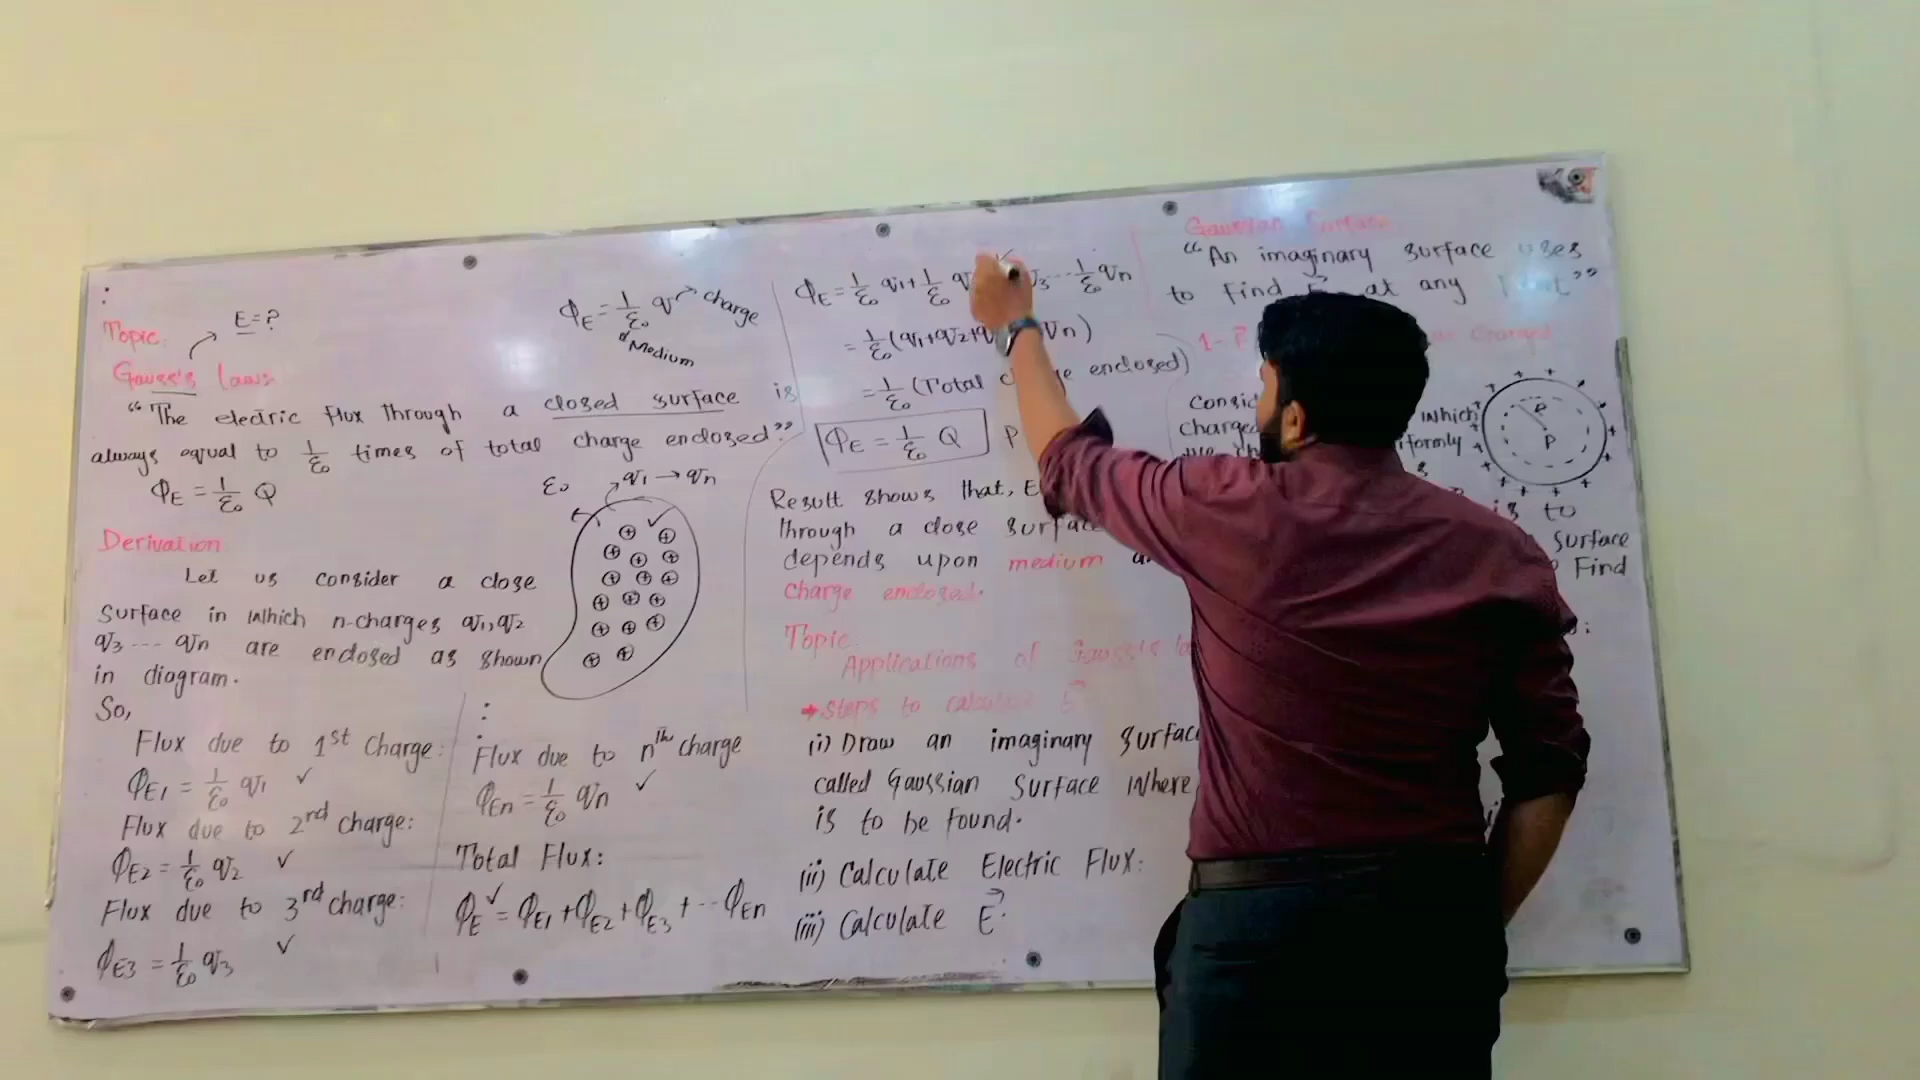 Topic.
E=?
Gauss's laws
"The electric flux through a closed surface is
always equal to 1/ε₀ times of total charge enclosed"
Φ_E = 1/ε₀ Q
Φ_E = 1/ε₀ q → charge
Medium
Derivation
Let us consider a close
Surface in which n-charges q₁, q₂
q₃ --- qₙ are enclosed as shown
in diagram.
ε₀ q₁ → qₙ
So,
Flux due to 1st charge:
Φ_E1 = 1/ε₀ q₁ ✓
Flux due to 2nd charge:
Φ_E2 = 1/ε₀ q₂ ✓
Flux due to 3rd charge:
Φ_E3 = 1/ε₀ q₃ ✓
Flux due to nth charge
Φ_En = 1/ε₀ qₙ ✓
Total Flux:
Φ_E ✓ = Φ_E1 + Φ_E2 + Φ_E3 + -- Φ_En
Φ_E = 1/ε₀ q₁ + 1/ε₀ q ₃ --- 1/ε₀ qₙ
= 1/ε₀ (q₁+q₂+q qₙ)
= 1/ε₀ (Total enclosed)
Φ_E = 1/ε₀ Q
Result shows that,
through a close surface
depends upon medium
charge enclosed.
Topic.
Applications of Gauss's
→ steps to calculate E⃗
(i) Draw an imaginary surface
called Gaussian Surface where
is to be found.
(ii) Calculate Electric Flux:
(iii) Calculate E⃗.
Gaussian Surface
"An imaginary surface uses
to find at any"
1- charged
which
charged
is to
surface
Find
+ + + + + + + + + + + + + + +
R
P